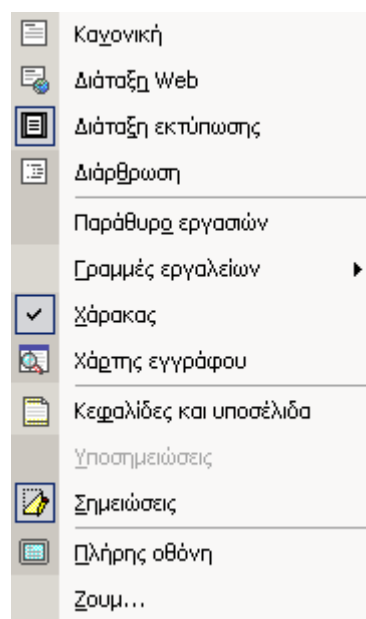 Κανονική
Διάταξη Web
Διάταξη εκτύπωσης
Διάρθρωση
Παράθυρο εργασιών
Γραμμές εργαλείων
Χάρακας
Χάρτης εγγράφου
Κεφαλίδες και υποσέλιδα
Υποσημειώσεις
Σημειώσεις
Πλήρης οθόνη
Ζουμ...